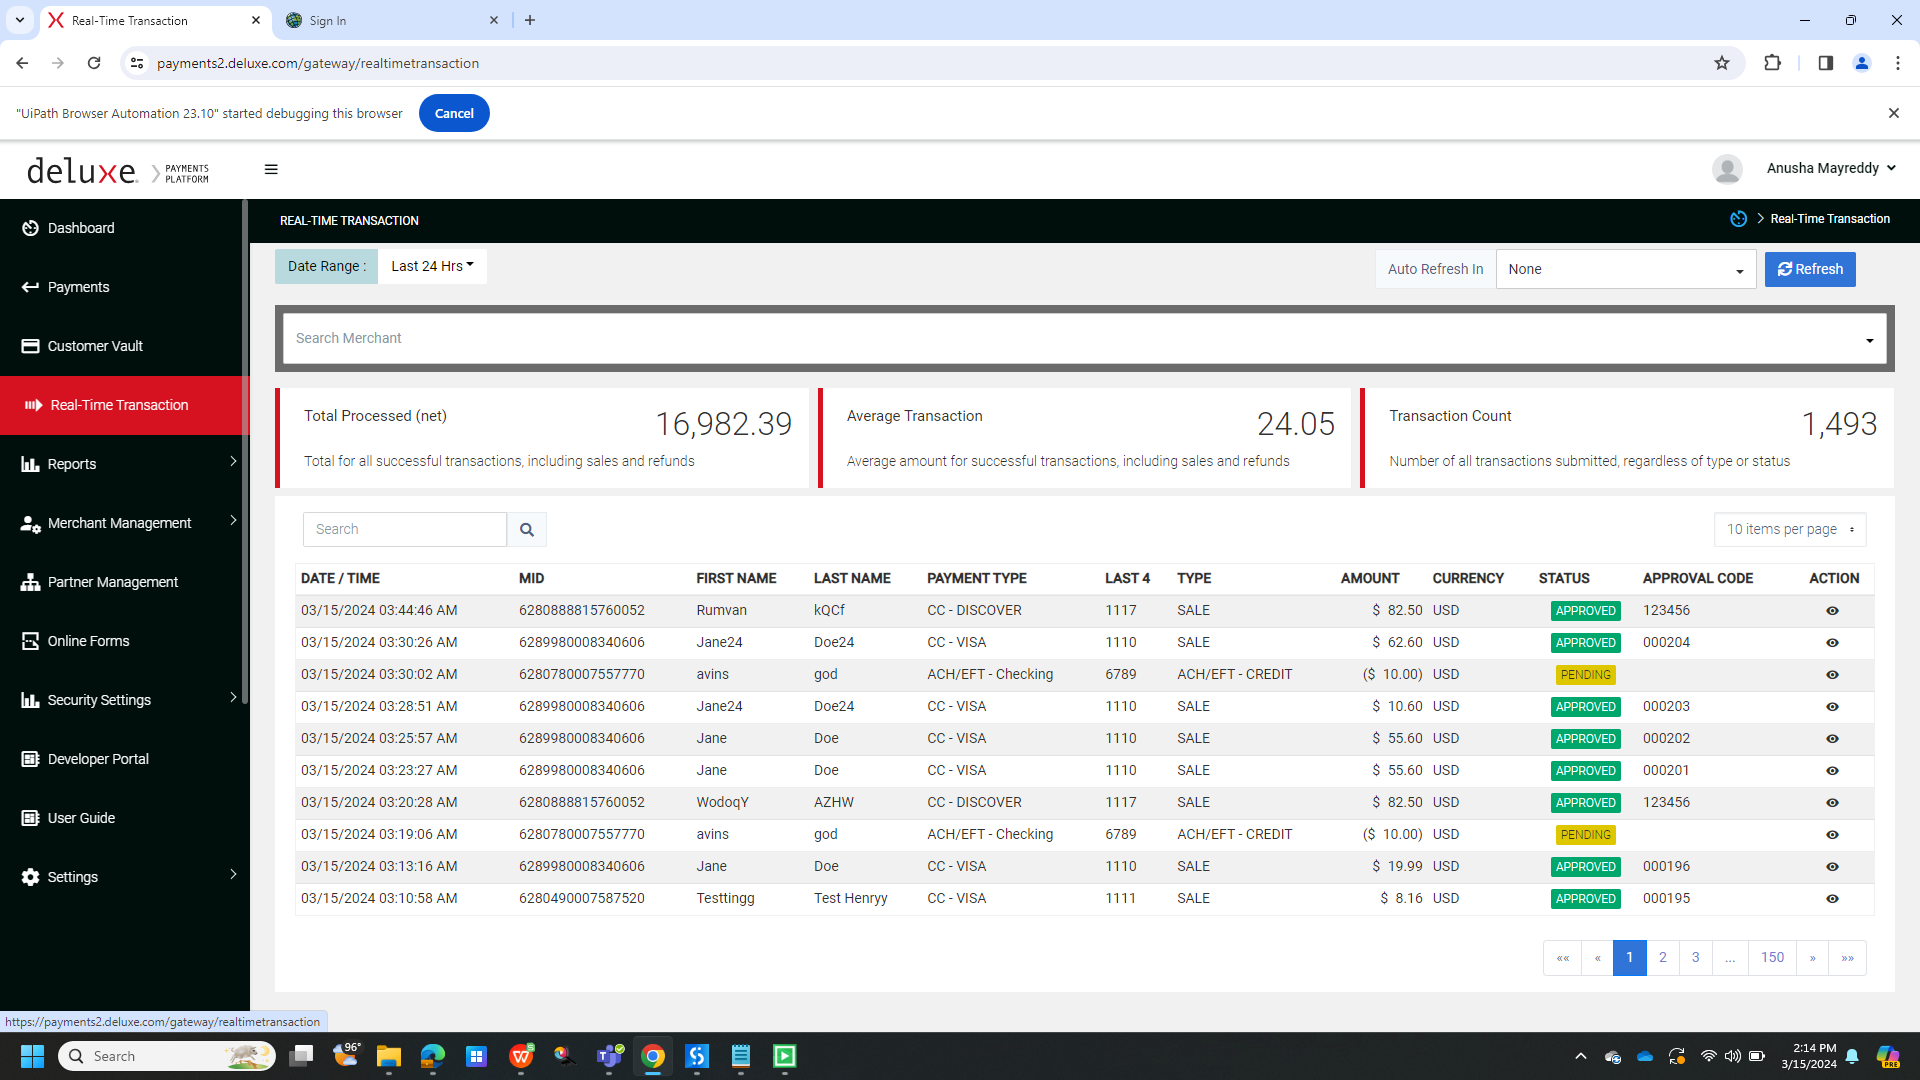 Real-Time Transaction
Sign In
payments2.deluxe.com/gateway/realtimetransaction
"UiPath Browser Automation 23.10" started debugging this browser
Cancel
deluxe. PAYMENTS PLATFORM
Anusha Mayreddy
Dashboard
Payments
Customer Vault
Real-Time Transaction
Reports
Merchant Management
Partner Management
Online Forms
Security Settings
Developer Portal
User Guide
Settings
REAL-TIME TRANSACTION
Real-Time Transaction
Date Range : Last 24 Hrs
Auto Refresh In None Refresh
Search Merchant
Total Processed (net) 16,982.39
Total for all successful transactions, including sales and refunds
Average Transaction 24.05
Average amount for successful transactions, including sales and refunds
Transaction Count 1,493
Number of all transactions submitted, regardless of type or status
Search
10 items per page
DATE / TIME MID FIRST NAME LAST NAME PAYMENT TYPE LAST 4 TYPE AMOUNT CURRENCY STATUS APPROVAL CODE ACTION
03/15/2024 03:44:46 AM 6280888815760052 Rumvan kQCf CC - DISCOVER 1117 SALE $ 82.50 USD APPROVED 123456
03/15/2024 03:30:26 AM 6289980008340606 Jane24 Doe24 CC - VISA 1110 SALE $ 62.60 USD APPROVED 000204
03/15/2024 03:30:02 AM 6280780007557770 avins god ACH/EFT - Checking 6789 ACH/EFT - CREDIT ($ 10.00) USD PENDING
03/15/2024 03:28:51 AM 6289980008340606 Jane24 Doe24 CC - VISA 1110 SALE $ 10.60 USD APPROVED 000203
03/15/2024 03:25:57 AM 6289980008340606 Jane Doe CC - VISA 1110 SALE $ 55.60 USD APPROVED 000202
03/15/2024 03:23:27 AM 6289980008340606 Jane Doe CC - VISA 1110 SALE $ 55.60 USD APPROVED 000201
03/15/2024 03:20:28 AM 6280888815760052 WodoqY AZHW CC - DISCOVER 1117 SALE $ 82.50 USD APPROVED 123456
03/15/2024 03:19:06 AM 6280780007557770 avins god ACH/EFT - Checking 6789 ACH/EFT - CREDIT ($ 10.00) USD PENDING
03/15/2024 03:13:16 AM 6289980008340606 Jane Doe CC - VISA 1110 SALE $ 19.99 USD APPROVED 000196
03/15/2024 03:10:58 AM 6280490007587520 Testtingg Test Henryy CC - VISA 1111 SALE $ 8.16 USD APPROVED 000195
«« « 1 2 3 ... 150 » »»
https://payments2.deluxe.com/gateway/realtimetransaction
Search
96°
2:14 PM
3/15/2024
PRE